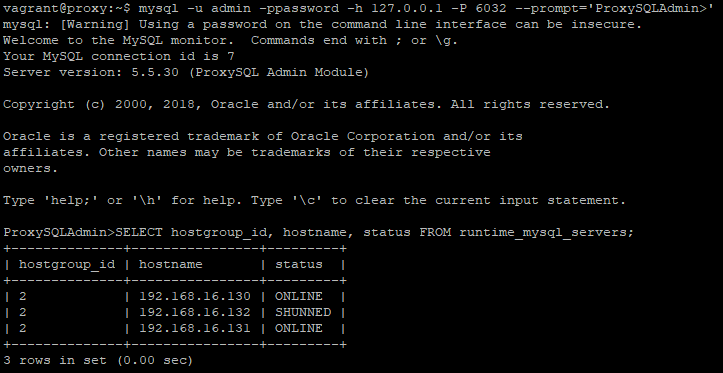 vagrant@proxy:~$ mysql -u admin -ppassword -h 127.0.0.1 -P 6032 --prompt='ProxySQLAdmin>'
mysql: [Warning] Using a password on the command line interface can be insecure.
Welcome to the MySQL monitor.  Commands end with ; or \g.
Your MySQL connection id is 7
Server version: 5.5.30 (ProxySQL Admin Module)

Copyright (c) 2000, 2018, Oracle and/or its affiliates. All rights reserved.

Oracle is a registered trademark of Oracle Corporation and/or its
affiliates. Other names may be trademarks of their respective
owners.

Type 'help;' or '\h' for help. Type '\c' to clear the current input statement.

ProxySQLAdmin>SELECT hostgroup_id, hostname, status FROM runtime_mysql_servers;
+--------------+----------------+---------+
| hostgroup_id | hostname       | status  |
+--------------+----------------+---------+
| 2            | 192.168.16.130 | ONLINE  |
| 2            | 192.168.16.132 | SHUNNED |
| 2            | 192.168.16.131 | ONLINE  |
+--------------+----------------+---------+
3 rows in set (0.00 sec)